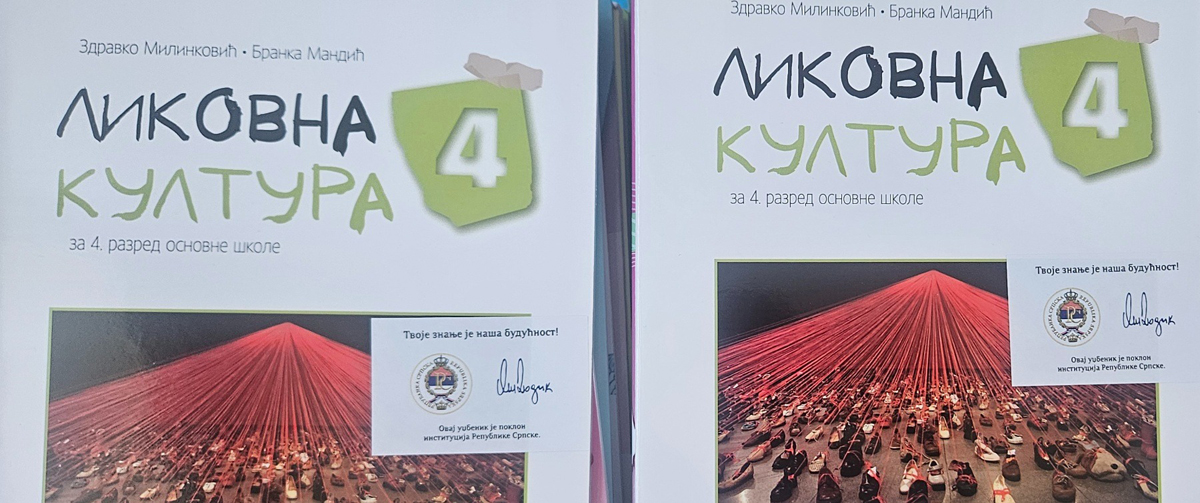 Здравко Милинковић • Бранка Мандић
ЛИКОВНА
КУЛТУРА
4
за 4. разред основне школе
Твоје знање је наша будућност!
Овај уџбеник је поклон
институција Републике Српске.
Здравко Милинковић • Бранка Мандић
ЛИКОВНА
КУЛТУРА
4
за 4. разред основне школе
Твоје знање је наша будућност!
Овај уџбеник је поклон
институција Републике Српске.